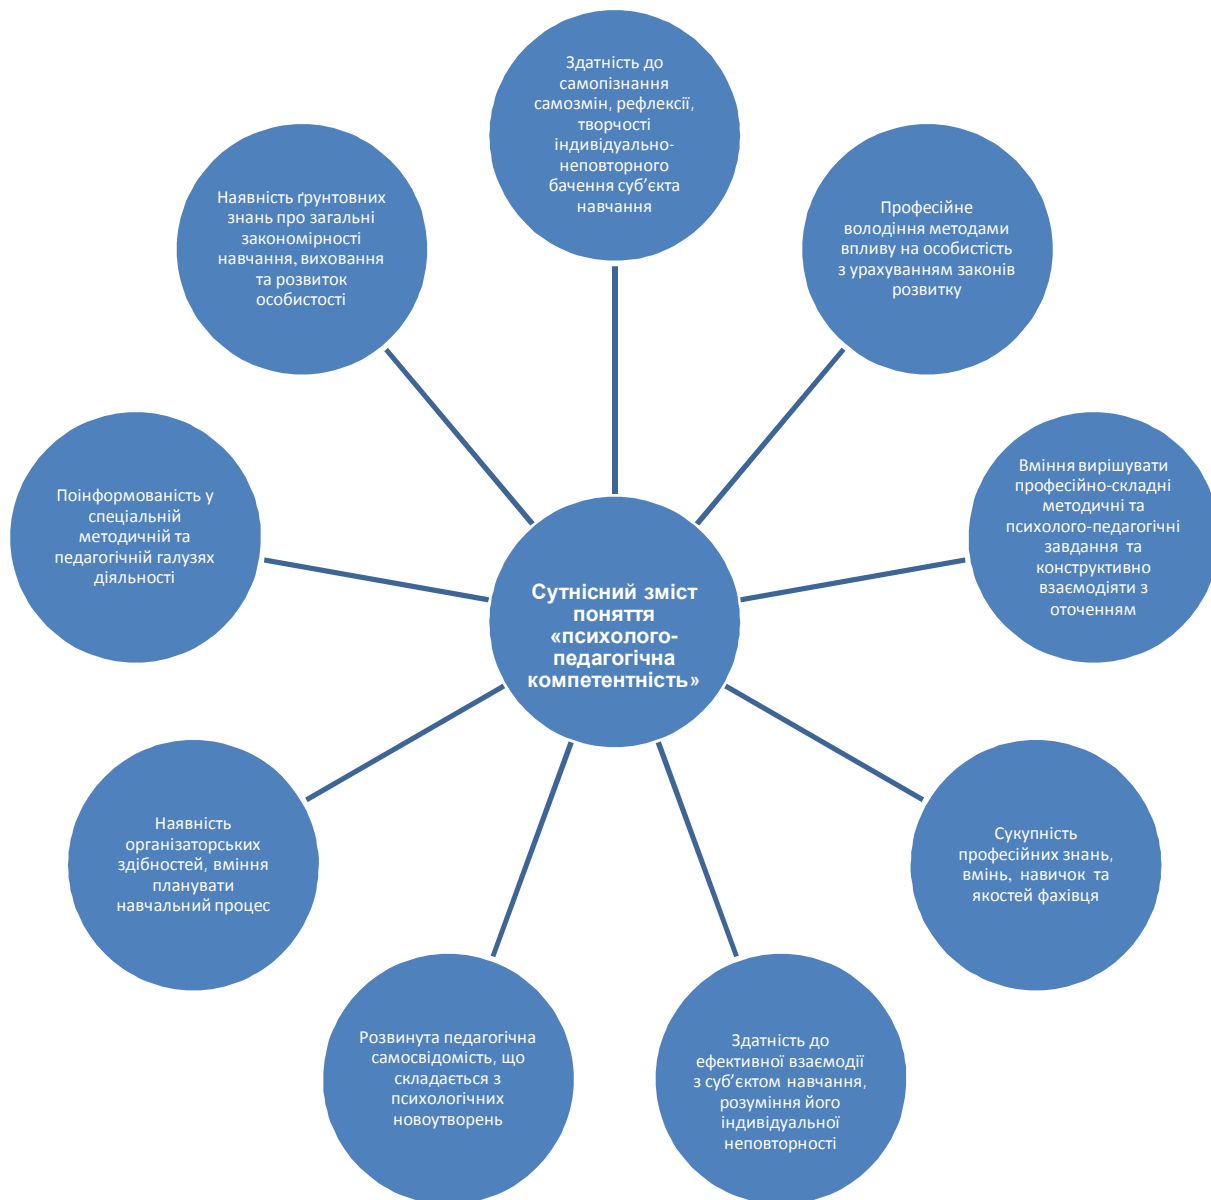 Здатність до
самопізнання
самозмін, рефлексії,
творчості
індивідуально-
неповторного
бачення суб’єкта
навчання
Наявність ґрунтовних
знань про загальні
закономірності
навчання, виховання
та розвиток
особистості
Професійне
володіння методами
впливу на особистість
з урахуванням законів
розвитку
Поінформованість у
спеціальній
методичній та
педагогічній галузях
діяльності
Вміння вирішувати
професійно-складні
методичні та
психолого-педагогічні
завдання та
конструктивно
взаємодіяти з
оточенням
Сутнісний зміст
поняття
«психолого-
педагогічна
компетентність»
Наявність
організаторських
здібностей, вміння
планувати
навчальний процес
Сукупність
професійних знань,
вмінь, навичок та
якостей фахівця
Розвинута педагогічна
самосвідомість, що
складається з
психологічних
новоутворень
Здатність до
ефективної взаємодії
з суб’єктом навчання,
розуміння його
індивідуальної
неповторності